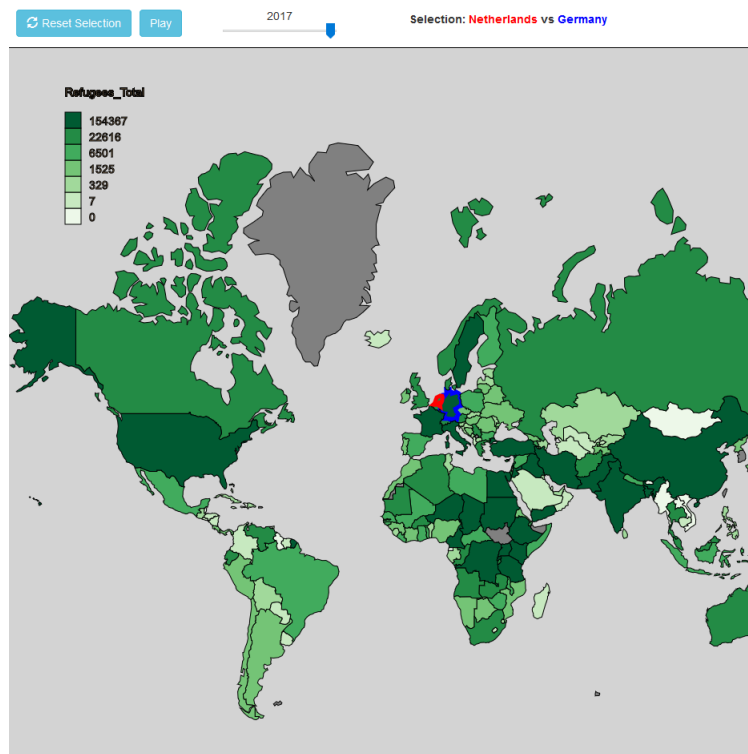 Reset Selection
Play
2017
Selection: Netherlands vs Germany
Refugees_Total
154367
22616
6501
1525
329
7
0